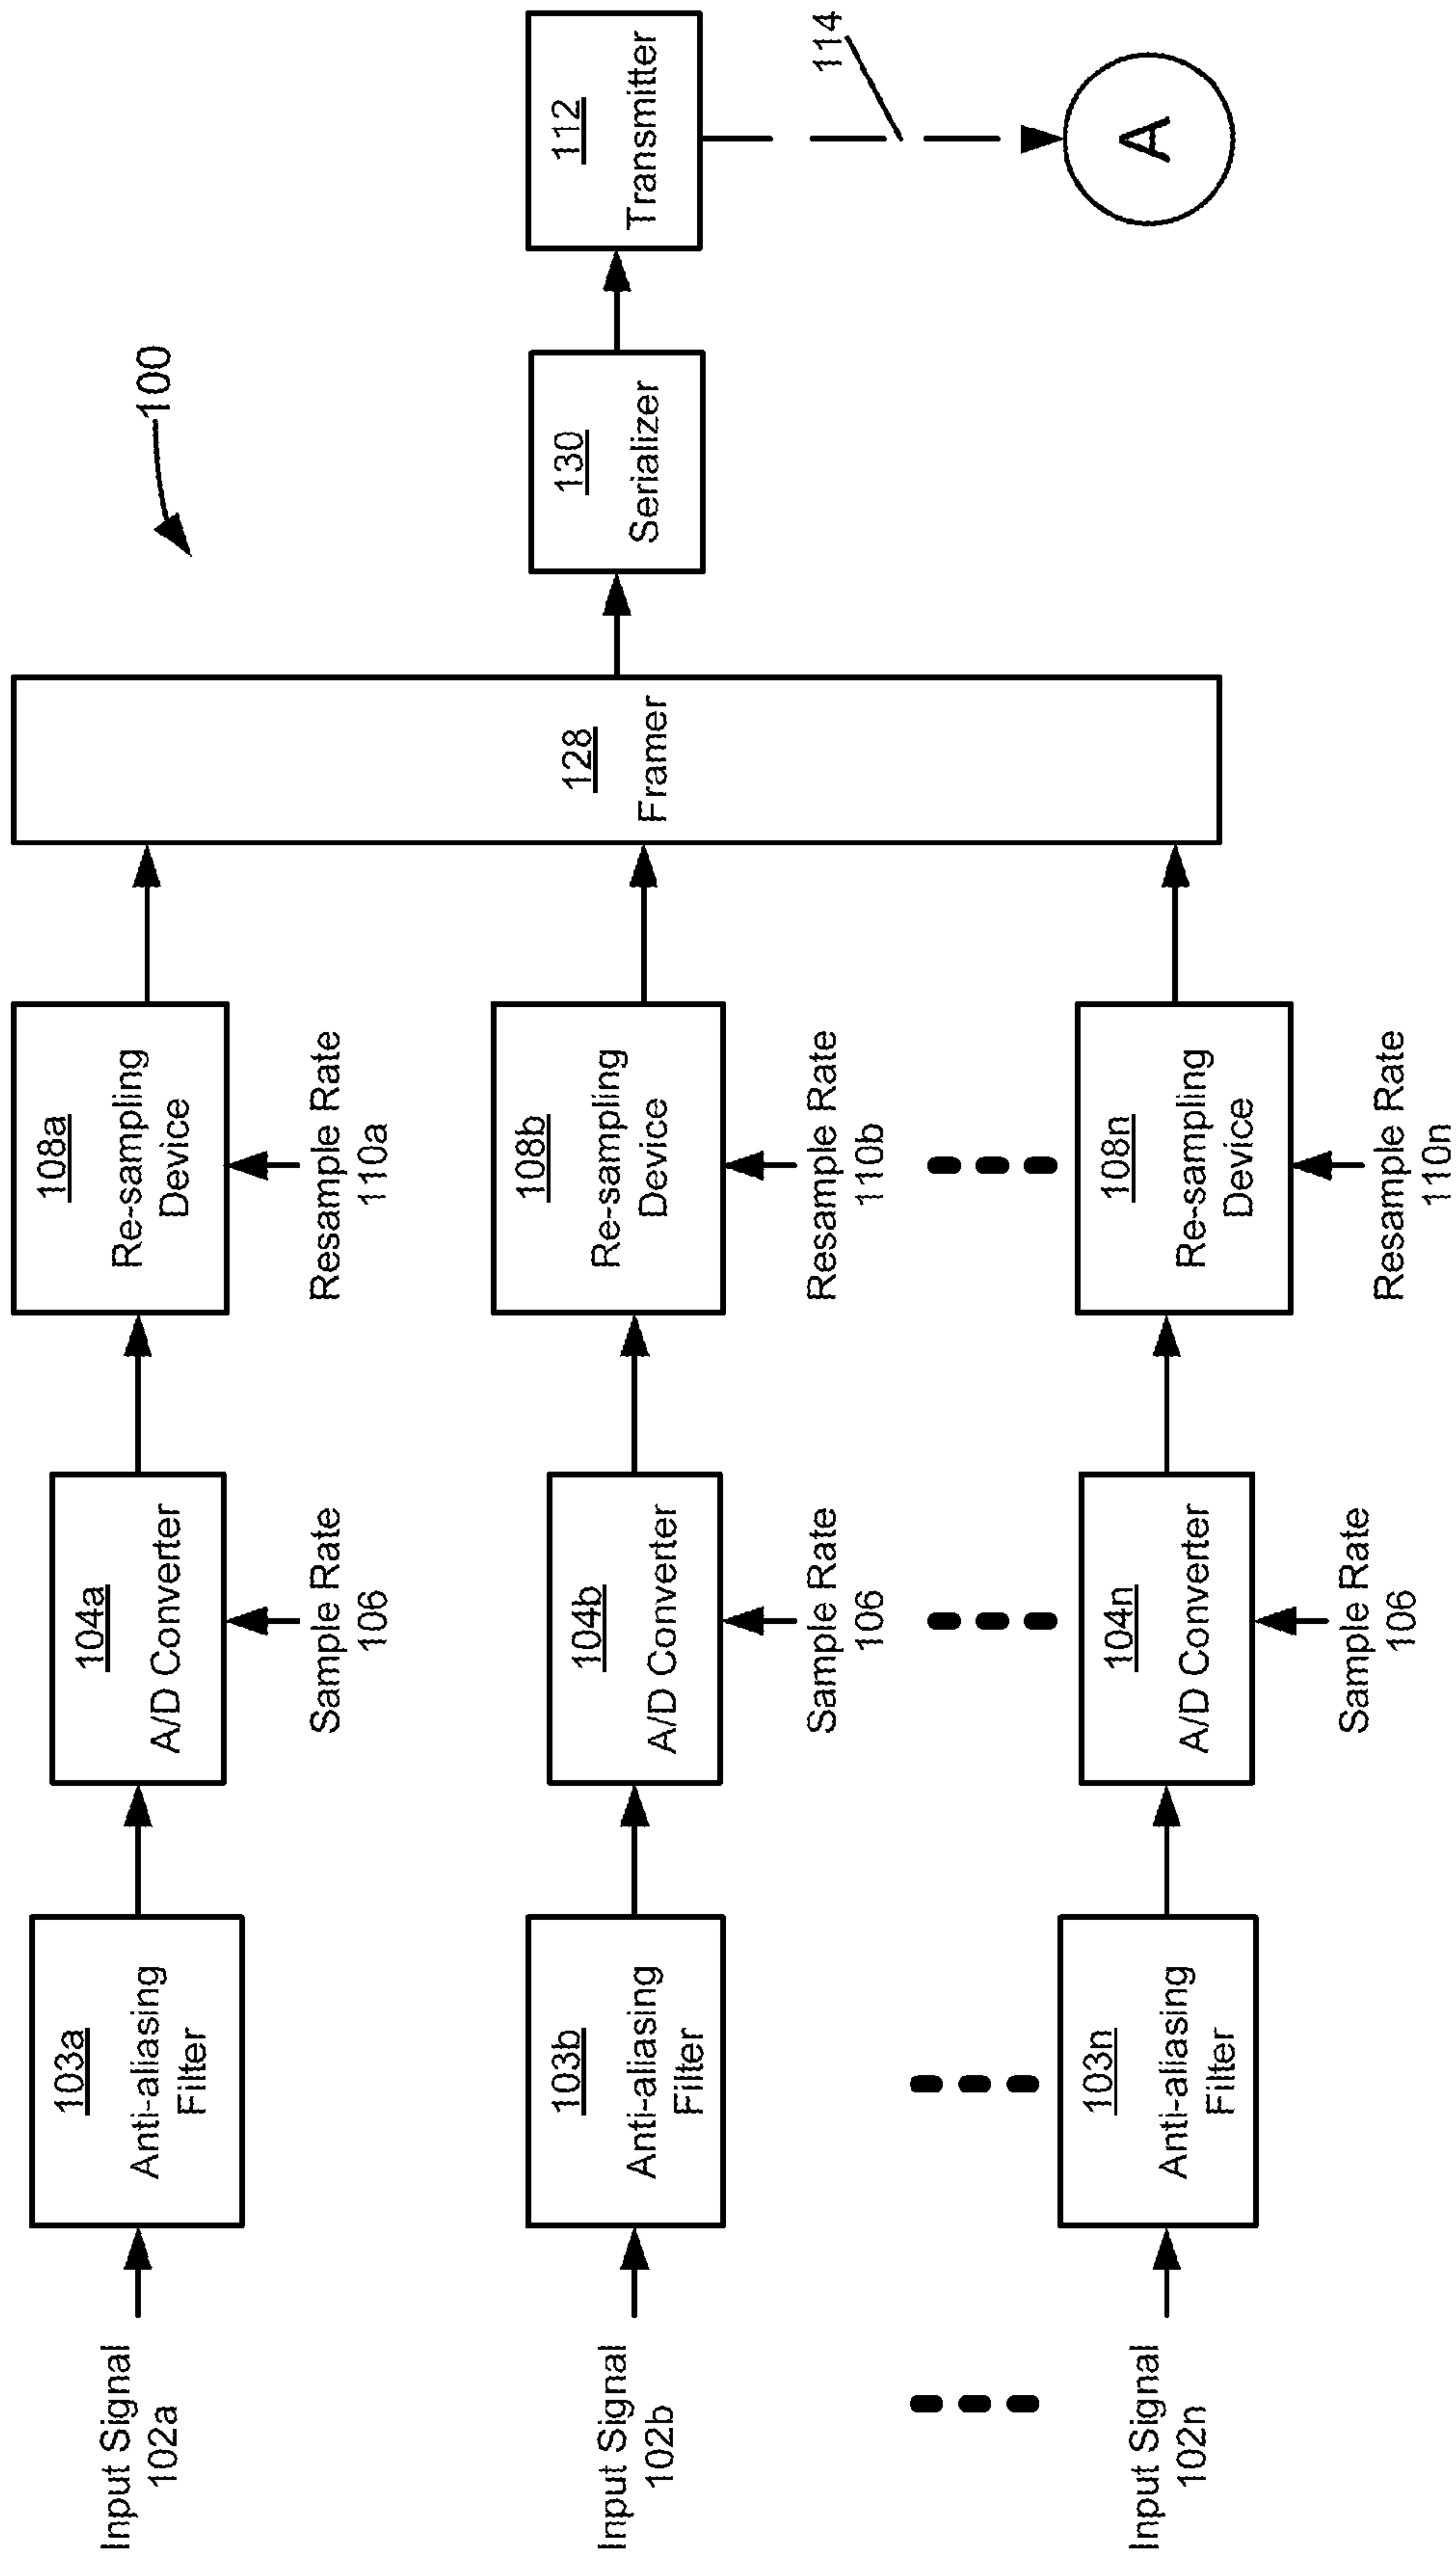 100
Input Signal
102a
103a
Anti-aliasing
Filter
104a
A/D Converter
Sample Rate
106
108a
Re-sampling
Device
Resample Rate
110a
Input Signal
102b
103b
Anti-aliasing
Filter
104b
A/D Converter
Sample Rate
106
108b
Re-sampling
Device
Resample Rate
110b
Input Signal
102n
103n
Anti-aliasing
Filter
104n
A/D Converter
Sample Rate
106
108n
Re-sampling
Device
Resample Rate
110n
128
Framer
130
Serializer
112
Transmitter
114
A